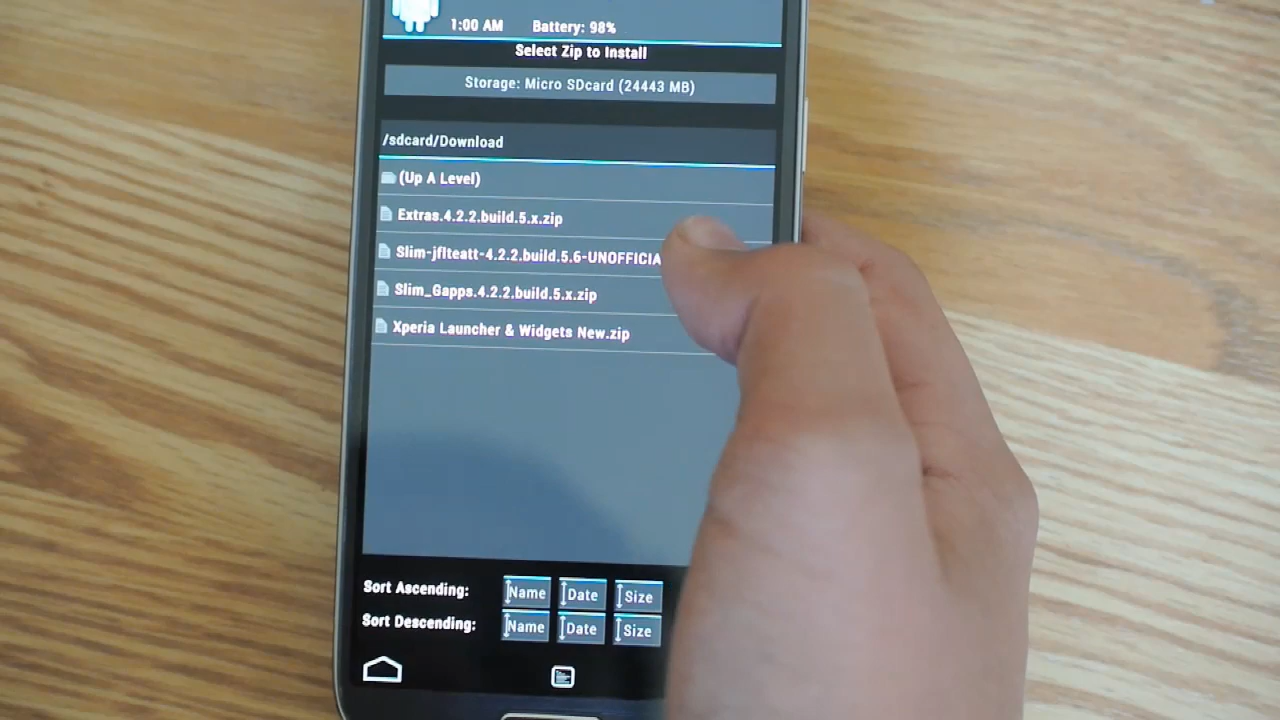 1:00 AM Battery: 98%
Select Zip to Install
Storage: Micro SDcard (24443 MB)
/sdcard/Download
(Up A Level)
Extras.4.2.2.build.5.x.zip
Slim-jflteatt-4.2.2.build.5.6-UNOFFICIA
Slim_Gapps.4.2.2.build.5.x.zip
Xperia Launcher & Widgets New.zip
Sort Ascending: Name Date Size
Sort Descending: Name Date Size